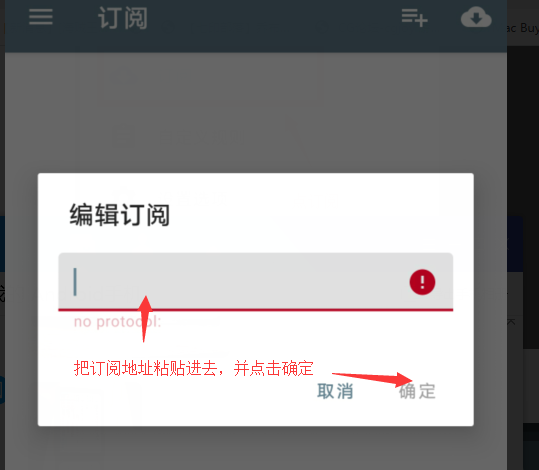 订阅
ac Buy
编辑订阅
no protocol:
把订阅地址粘贴进去，并点击确定
取消
确定